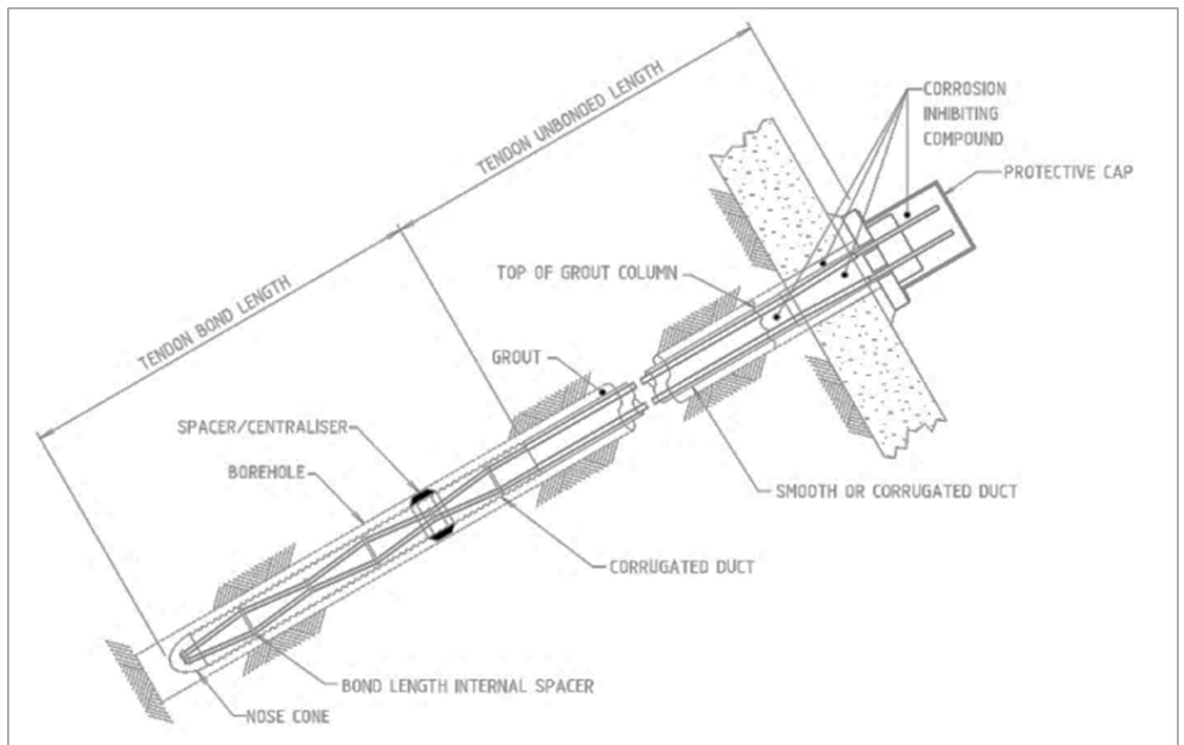 TENDON UNBONDED LENGTH
CORROSION
INHIBITING
COMPOUND
PROTECTIVE CAP
TENDON BOND LENGTH
TOP OF GROUT COLUMN
GROUT
SPACER/CENTRALISER
BOREHOLE
SMOOTH OR CORRUGATED DUCT
CORRUGATED DUCT
BOND LENGTH INTERNAL SPACER
NOSE CONE